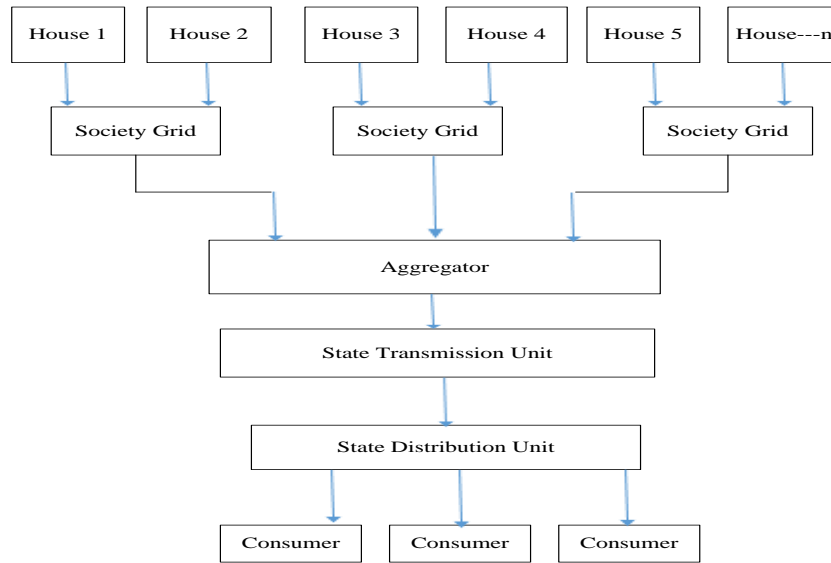 House 1
House 2
House 3
House 4
House 5
House---n
Society Grid
Society Grid
Society Grid
Aggregator
State Transmission Unit
State Distribution Unit
Consumer
Consumer
Consumer